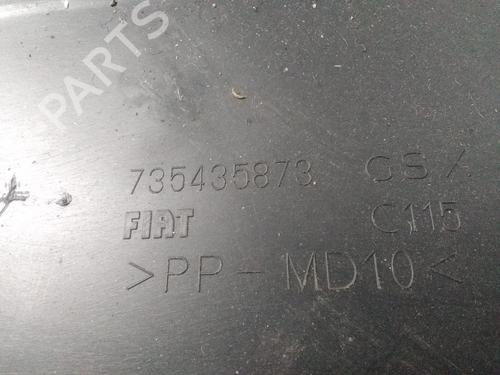 B PARTS
735435873 CS/
FIAT C115
>PP-MD10<